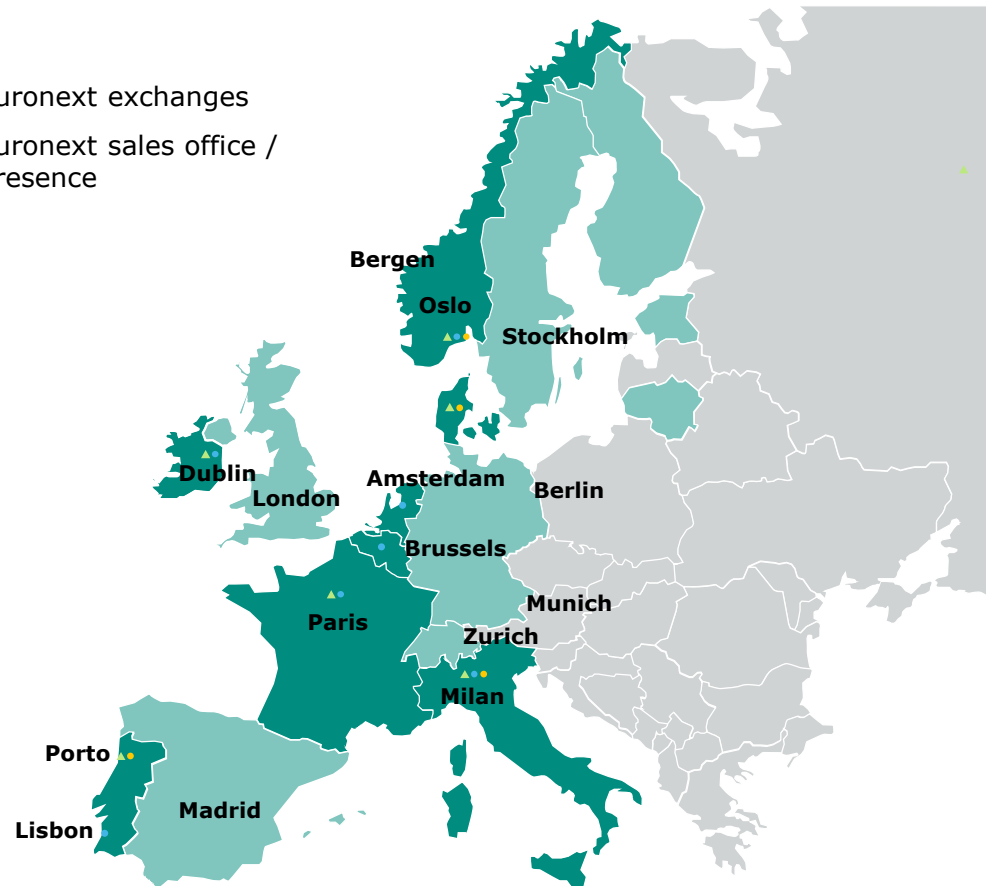 uronext exchanges
uronext sales office /
resence
Bergen
Oslo
Stockholm
Dublin
London
Amsterdam
Berlin
Brussels
Munich
Paris
Zurich
Milan
Porto
Madrid
Lisbon